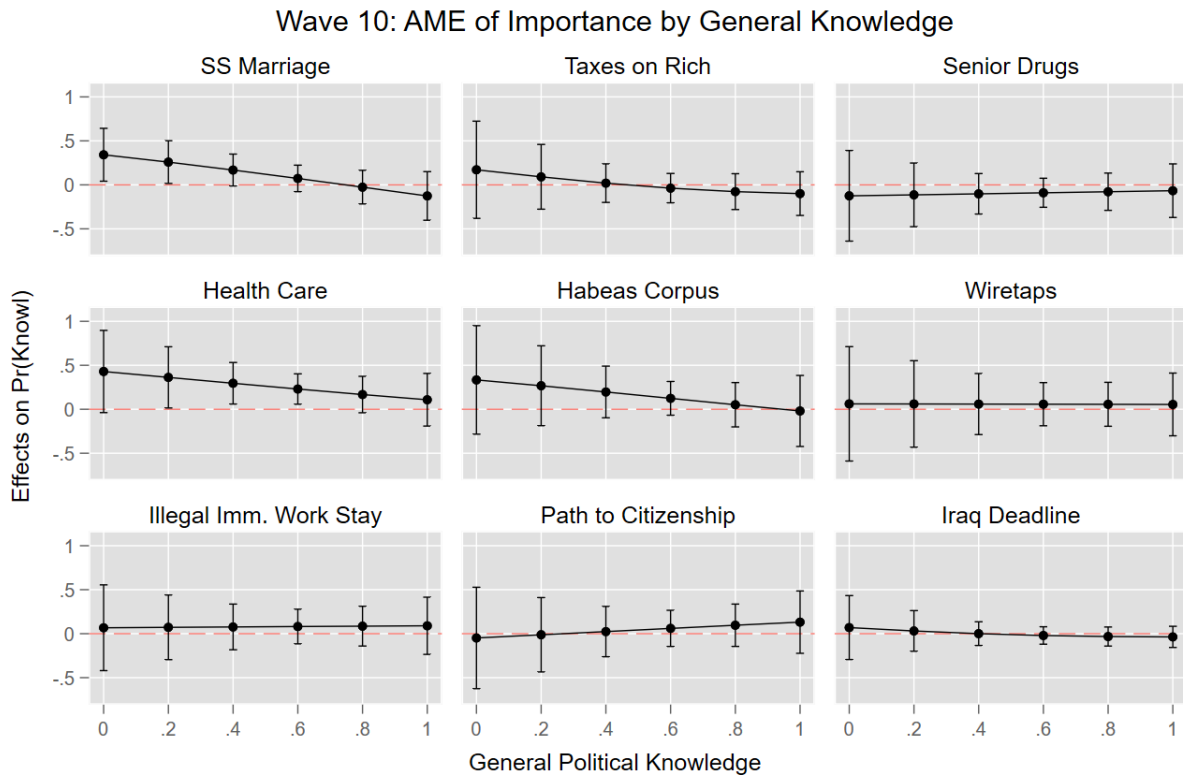 Wave 10: AME of Importance by General Knowledge
SS Marriage
Taxes on Rich
Senior Drugs
1
.5
0
-.5
Health Care
Habeas Corpus
Wiretaps
1
.5
0
-.5
Effects on Pr(Knowl)
Illegal Imm. Work Stay
Path to Citizenship
Iraq Deadline
1
.5
0
-.5
0 .2 .4 .6 .8 1
0 .2 .4 .6 .8 1
0 .2 .4 .6 .8 1
General Political Knowledge